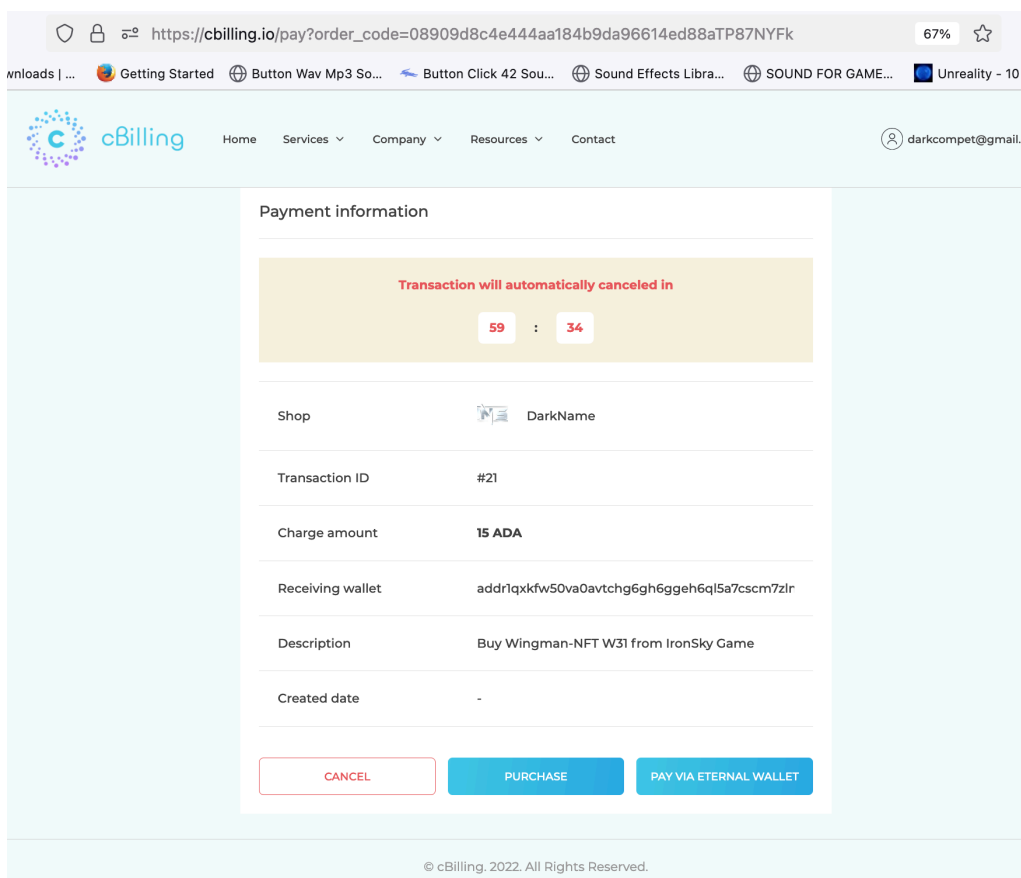 https://cbilling.io/pay?order_code=08909d8c4e444aa184b9da96614ed88aTP87NYFk 67%
wnloads | ... Getting Started Button Wav Mp3 So... Button Click 42 Sou... Sound Effects Libra... SOUND FOR GAME... Unreality - 10
c cBilling Home Services Company Resources Contact darkcompet@gmail.
Payment information
Transaction will automatically canceled in
59 : 34
Shop DarkName
Transaction ID #21
Charge amount 15 ADA
Receiving wallet addr1qxkfw50va0avtchg6gh6ggeh6ql5a7cscm7zlr
Description Buy Wingman-NFT W31 from IronSky Game
Created date -
CANCEL PURCHASE PAY VIA ETERNAL WALLET
© cBilling. 2022. All Rights Reserved.